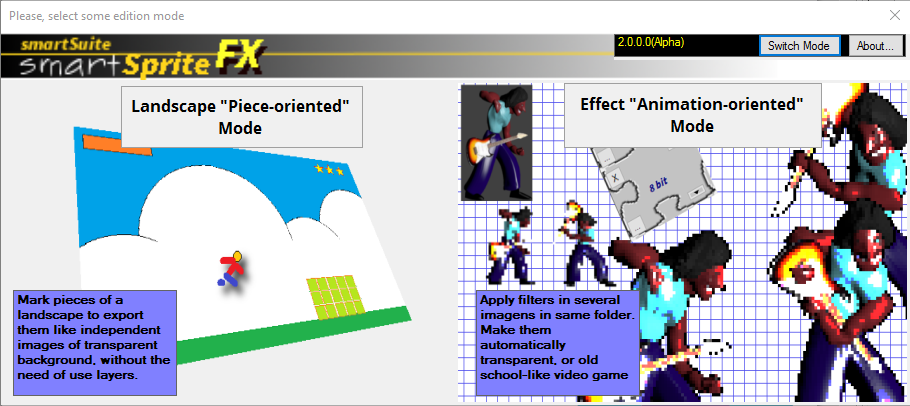 Please, select some edition mode
smartSuite
smartSprite FX
2.0.0.0(Alpha)
Switch Mode
About...
Landscape "Piece-oriented"
Mode
Effect "Animation-oriented"
Mode
X
8 bit
Mark pieces of a
landscape to export
them like independent
images of transparent
background, without the
need of use layers.
Apply filters in several
imagens in same folder.
Make them
automatically
transparent, or old
school-like video game